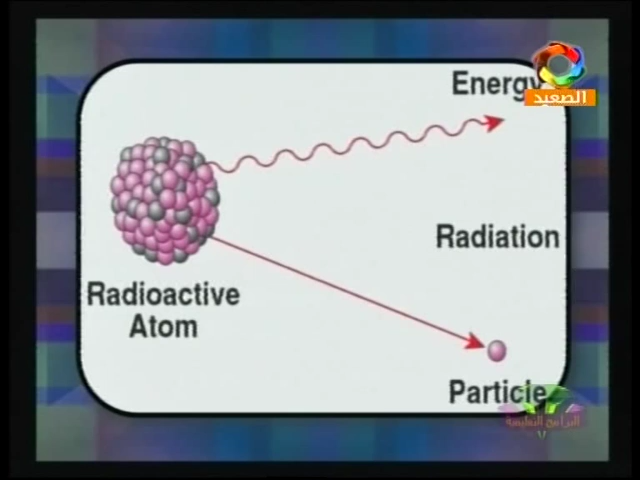 Energy
الصعيد
Radiation
Radioactive
Atom
Particle
البرامج التعليمية